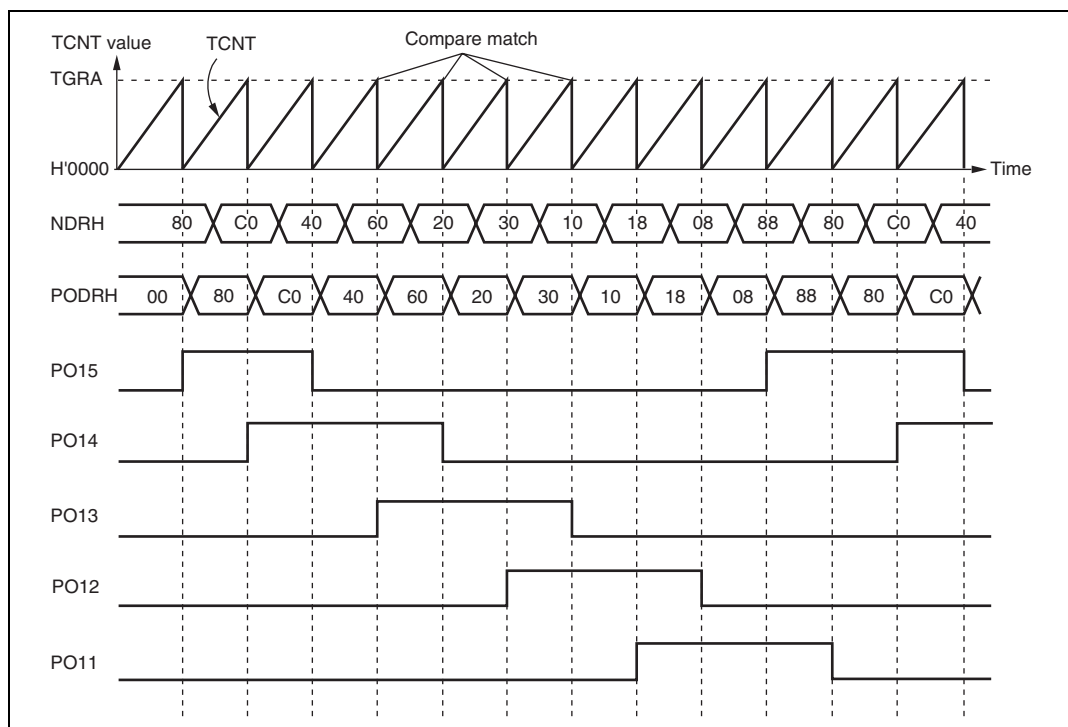 TCNT value TCNT Compare match
TGRA
H'0000 Time
NDRH 80 C0 40 60 20 30 10 18 08 88 80 C0 40
PODRH 00 80 C0 40 60 20 30 10 18 08 88 80 C0
PO15
PO14
PO13
PO12
PO11